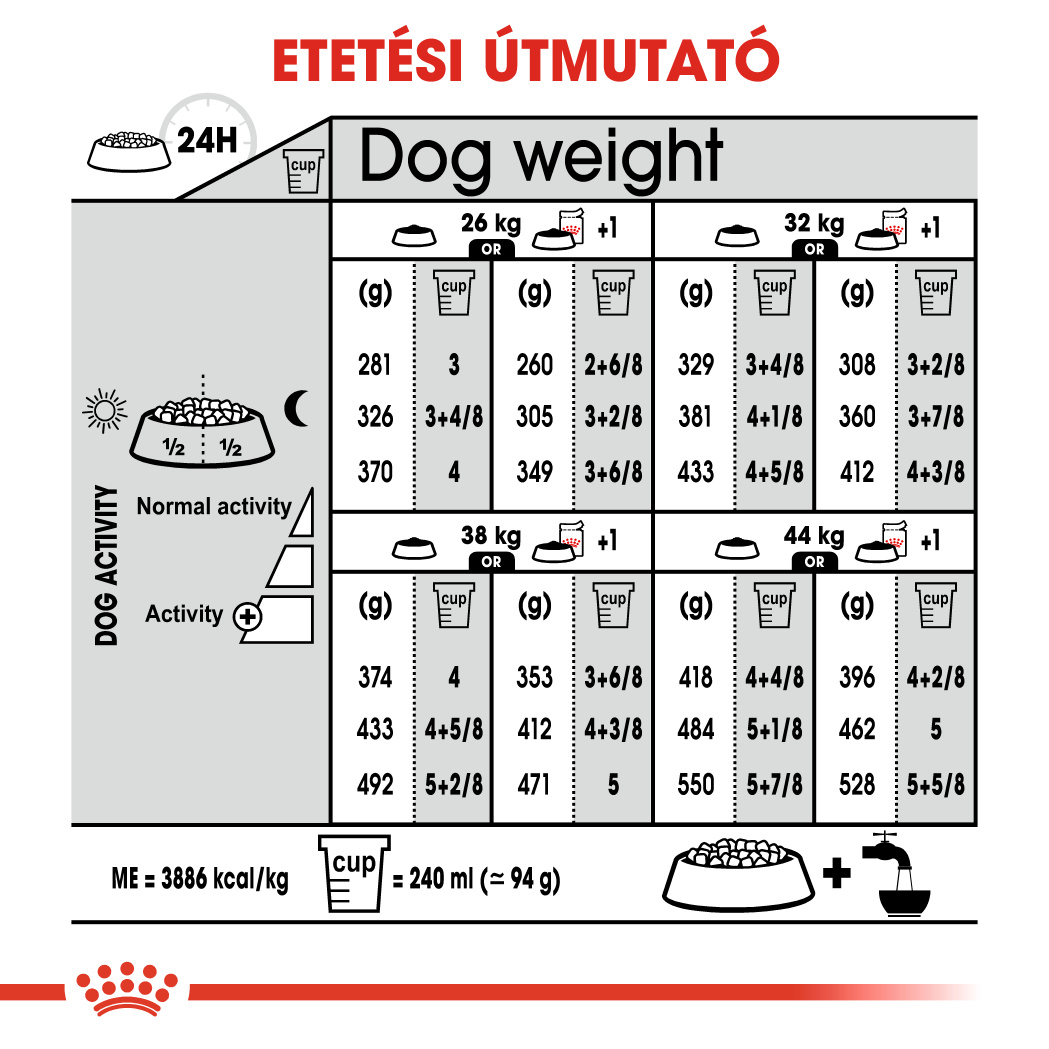 ETETÉSI ÚTMUTATÓ
24H
cup
Dog weight
26 kg +1 32 kg +1
OR OR
(g) cup (g) cup (g) cup (g) cup
281 3 260 2+6/8 329 3+4/8 308 3+2/8
326 3+4/8 305 3+2/8 381 4+1/8 360 3+7/8
370 4 349 3+6/8 433 4+5/8 412 4+3/8
½ ½
DOG ACTIVITY
Normal activity
Activity +
38 kg +1 44 kg +1
OR OR
(g) cup (g) cup (g) cup (g) cup
374 4 353 3+6/8 418 4+4/8 396 4+2/8
433 4+5/8 412 4+3/8 484 5+1/8 462 5
492 5+2/8 471 5 550 5+7/8 528 5+5/8
ME = 3886 kcal/kg cup = 240 ml (≃ 94 g) +